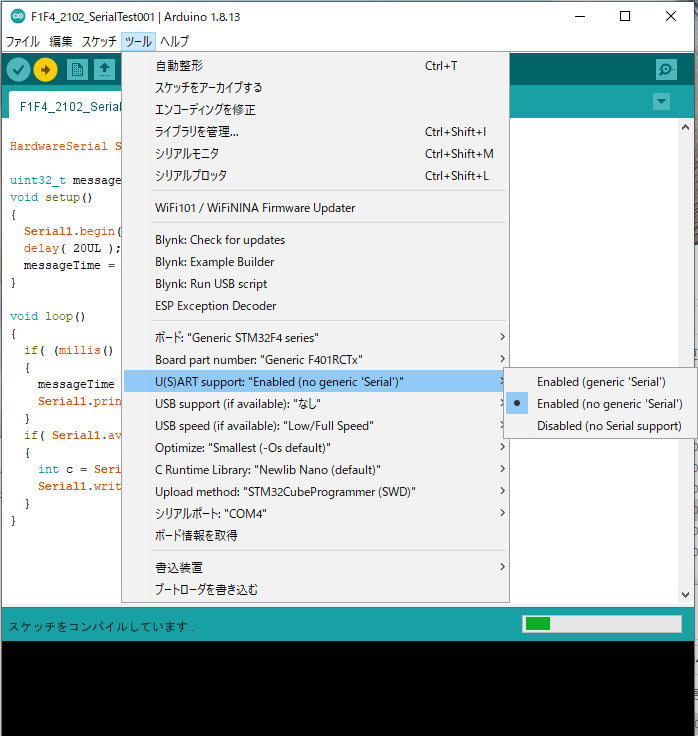 F1F4_2102_SerialTest001 | Arduino 1.8.13
ファイル 編集 スケッチ ツール ヘルプ
F1F4_2102_Serial
自動整形 Ctrl+T
スケッチをアーカイブする
エンコーディングを修正
ライブラリを管理... Ctrl+Shift+I
シリアルモニタ Ctrl+Shift+M
シリアルプロッタ Ctrl+Shift+L
WiFi101 / WiFiNINA Firmware Updater
Blynk: Check for updates
Blynk: Example Builder
Blynk: Run USB script
ESP Exception Decoder
ボード: "Generic STM32F4 series"
Board part number: "Generic F401RCTx"
U(S)ART support: "Enabled (no generic 'Serial')"
USB support (if available): "なし"
USB speed (if available): "Low/Full Speed"
Optimize: "Smallest (-Os default)"
C Runtime Library: "Newlib Nano (default)"
Upload method: "STM32CubeProgrammer (SWD)"
シリアルポート: "COM4"
ボード情報を取得
書込装置
ブートローダを書き込む
Enabled (generic 'Serial')
Enabled (no generic 'Serial')
Disabled (no Serial support)
HardwareSerial S
uint32_t message
void setup()
{
Serial1.begin(
delay( 20UL );
messageTime =
}
void loop()
{
if( (millis()
{
messageTime
Serial1.prin
}
if( Serial1.av
{
int c = Seri
Serial1.writ
}
}
スケッチをコンパイルしています...